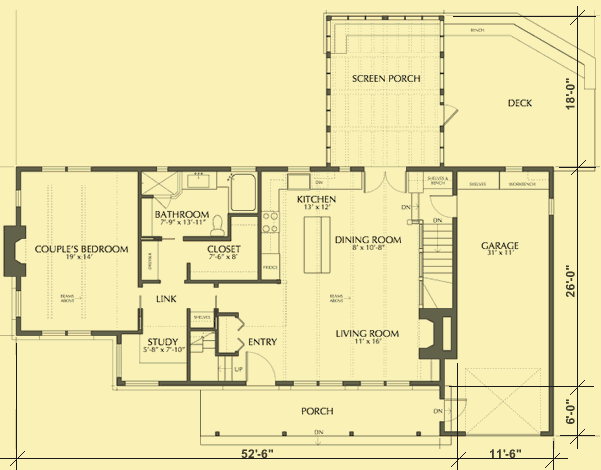 BENCH
SCREEN PORCH
DECK
18'-0"
SHELVES &
BENCH
SHELVES
WORKBENCH
DN
KITCHEN
13' x 12'
DN
DN
BATHROOM
7'-9" x 13'-11"
COUPLE'S BEDROOM
19' x 14'
CLOSET
7'-6" x 8'
DRESSER
DINING ROOM
8' x 10'-8"
GARAGE
31' x 11'
FRIDGE
26'-0"
BEAMS
ABOVE
LINK
BEAMS
ABOVE
SHELVES
STUDY
5'-8" x 7'-10"
ENTRY
LIVING ROOM
11' x 16'
UP
PORCH
DN
6'-0"
DN
52'-6"
11'-6"